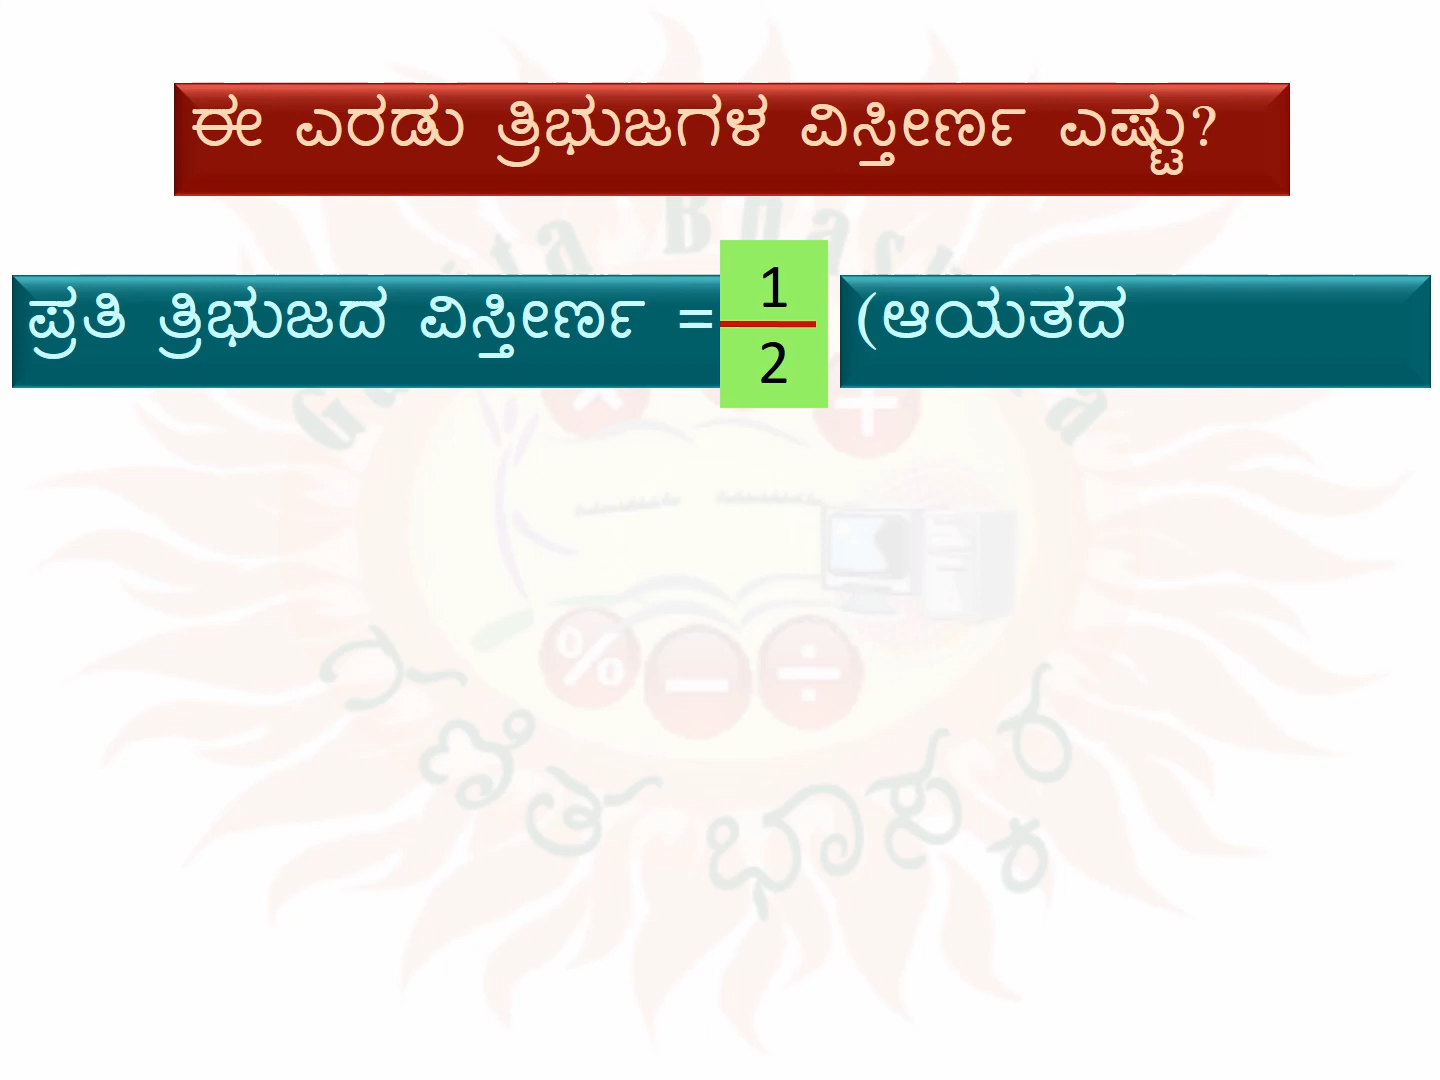 ಈ ಎರಡು ತ್ರಿಭುಜಗಳ ವಿಸ್ತೀರ್ಣ ಎಷ್ಟು?
ಪ್ರತಿ ತ್ರಿಭುಜದ ವಿಸ್ತೀರ್ಣ = 1/2 (ಆಯತದ